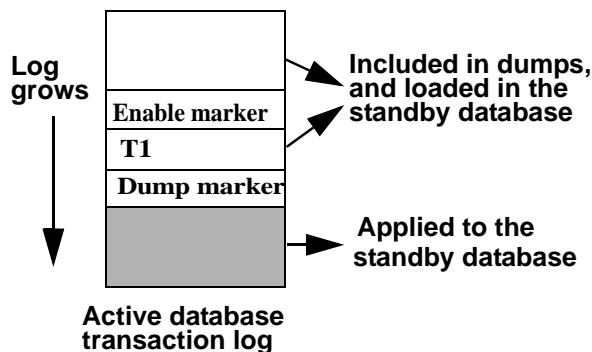 Log
grows
Enable marker
T1
Dump marker
Included in dumps,
and loaded in the
standby database
Applied to the
standby database
Active database
transaction log